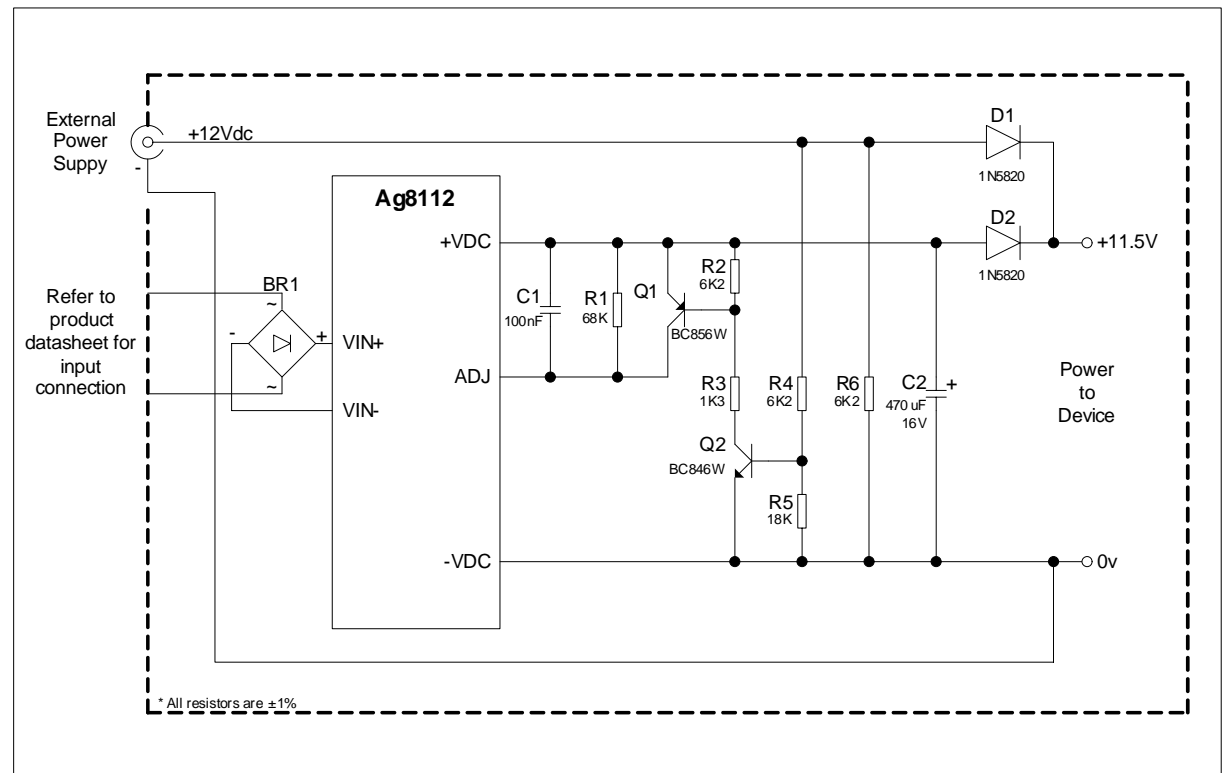 External
Power
Suppy
-
+12Vdc
D1
1N5820
Ag8112
+VDC
D2
1N5820
+11.5V
Refer to
product
datasheet for
input
connection
BR1
~
-
+
~
VIN+
VIN-
ADJ
-VDC
C1
100nF
R1
68K
Q1
BC856W
R2
6K2
R3
1K3
Q2
BC846W
R4
6K2
R5
18K
R6
6K2
C2
+
470 uF
16V
Power
to
Device
0v
* All resistors are ±1%